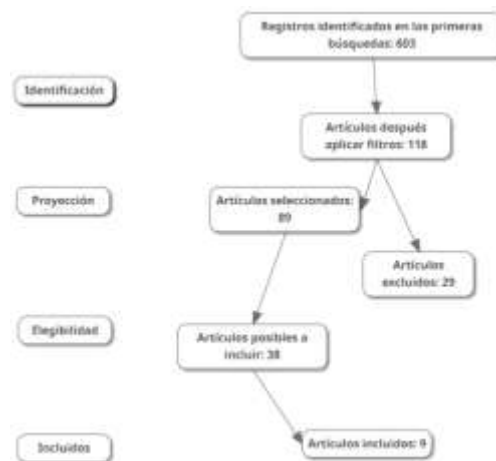 Registros identificados en las primeras
búsquedas: 603
Identificación
Artículos después
aplicar filtros: 118
Proyección
Artículos seleccionados:
89
Artículos
excluidos: 29
Elegibilidad
Artículos posibles a
incluir: 38
Incluidos
Artículos incluidos: 9